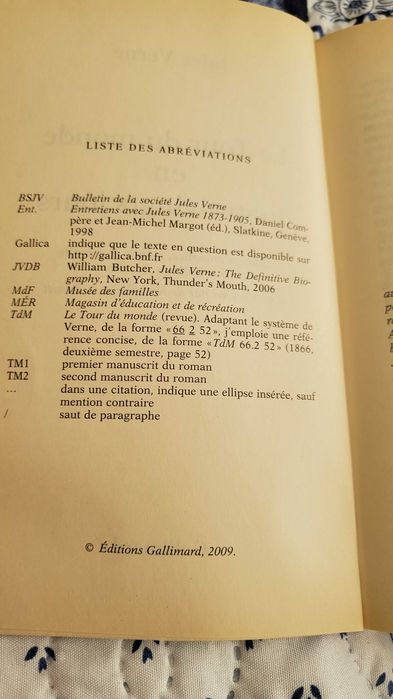 LISTE DES ABRÉVIATIONS
BSJV Bulletin de la société Jules Verne
Ent. Entretiens avec Jules Verne 1873-1905, Daniel Com-
père et Jean-Michel Margot (éd.), Slatkine, Genève,
1998
Gallica indique que le texte en question est disponible sur
http://gallica.bnf.fr
JVDB William Butcher, Jules Verne : The Definitive Bio-
graphy, New York, Thunder's Mouth, 2006
MdF Musée des familles
MÉR Magasin d'éducation et de récréation
TdM Le Tour du monde (revue). Adaptant le système de
Verne, de la forme « 66 2 52 », j'emploie une réfé-
rence concise, de la forme « TdM 66.2 52 » (1866,
deuxième semestre, page 52)
TM1 premier manuscrit du roman
TM2 second manuscrit du roman
... dans une citation, indique une ellipse insérée, sauf
mention contraire
/ saut de paragraphe
© Éditions Gallimard, 2009.